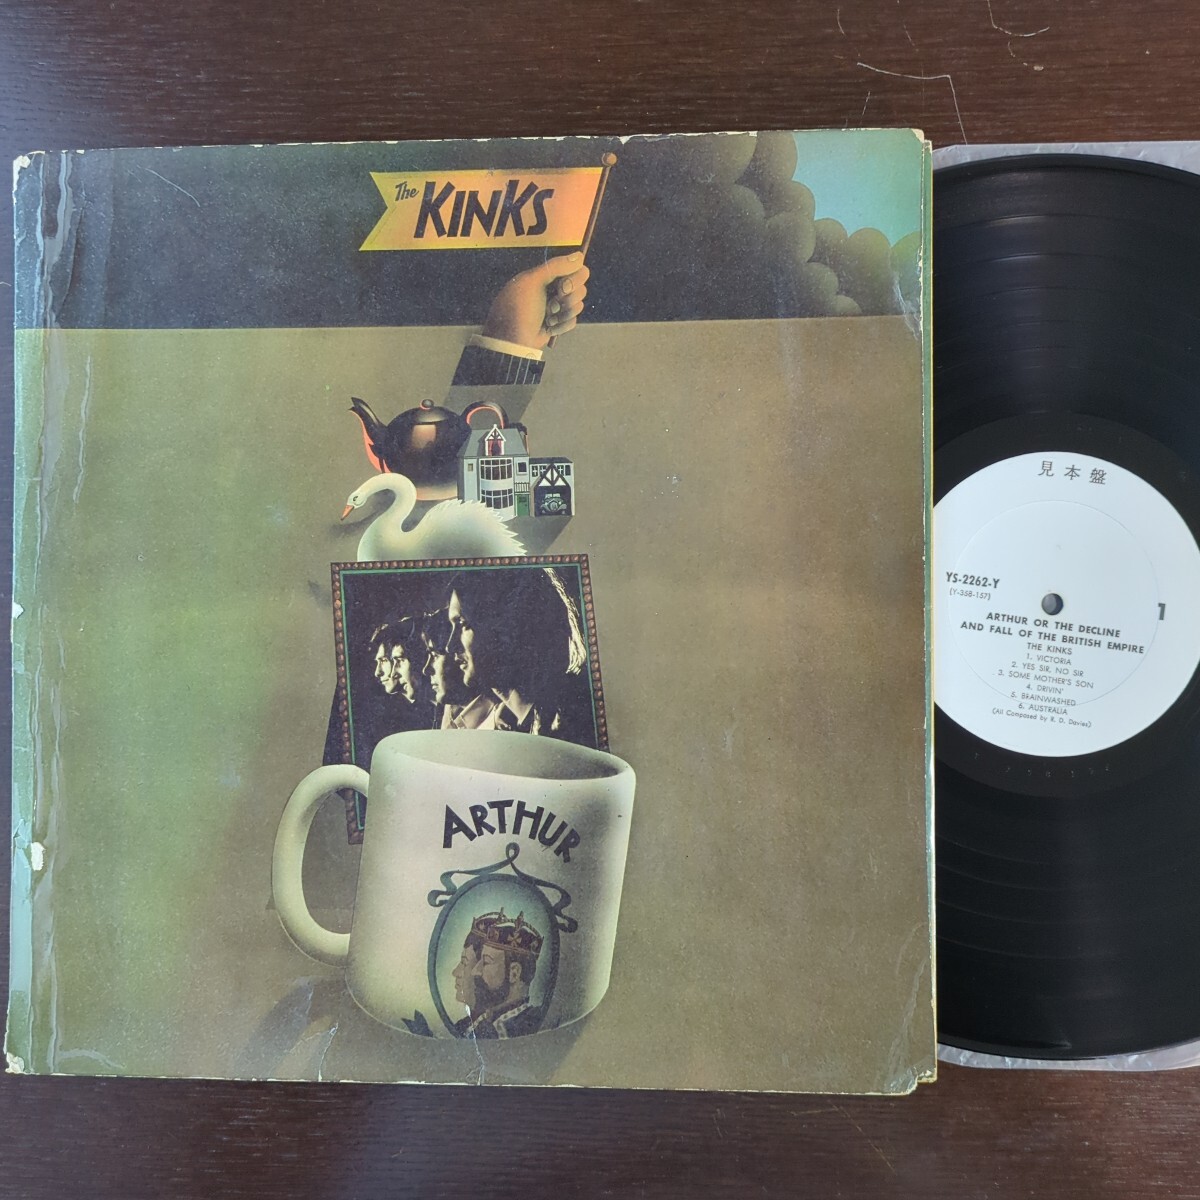 The KINKS
ARTHUR
見本盤
YS-2262-Y
(Y-358-157)
1
ARTHUR OR THE DECLINE
AND FALL OF THE BRITISH EMPIRE
THE KINKS
1. VICTORIA
2. YES SIR, NO SIR
3. SOME MOTHER'S SON
4. DRIVIN'
5. BRAINWASHED
6. AUSTRALIA
(All Composed by R. D. Davies)